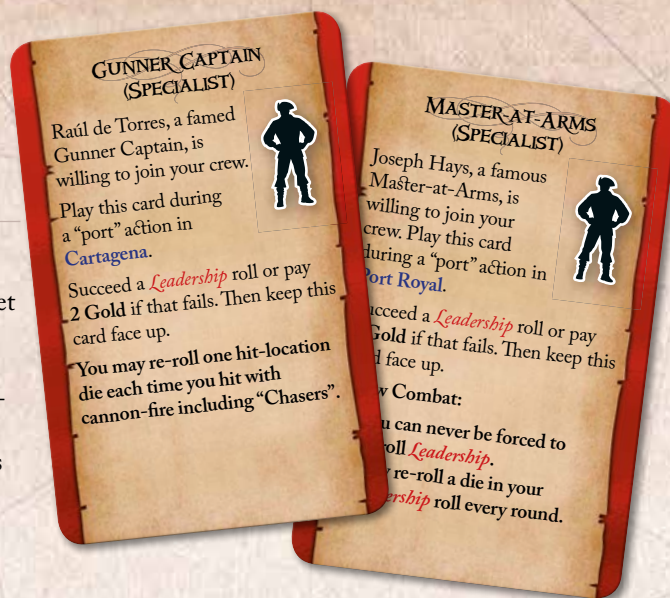 GUNNER CAPTAIN
(SPECIALIST)
Raúl de Torres, a famed
Gunner Captain, is
willing to join your crew.
Play this card during
a “port” action in
Cartagena.
Succeed a Leadership roll or pay
2 Gold if that fails. Then keep this
card face up.
You may re-roll one hit-location
die each time you hit with
cannon-fire including “Chasers”.
MASTER-AT-ARMS
(SPECIALIST)
Joseph Hays, a famous
Master-at-Arms, is
willing to join your
crew. Play this card
during a “port” action in
Port Royal.
ucceed a Leadership roll or pay
Gold if that fails. Then keep this
d face up.
w Combat:
u can never be forced to
roll Leadership.
y re-roll a die in your
ership roll every round.
et
-
s